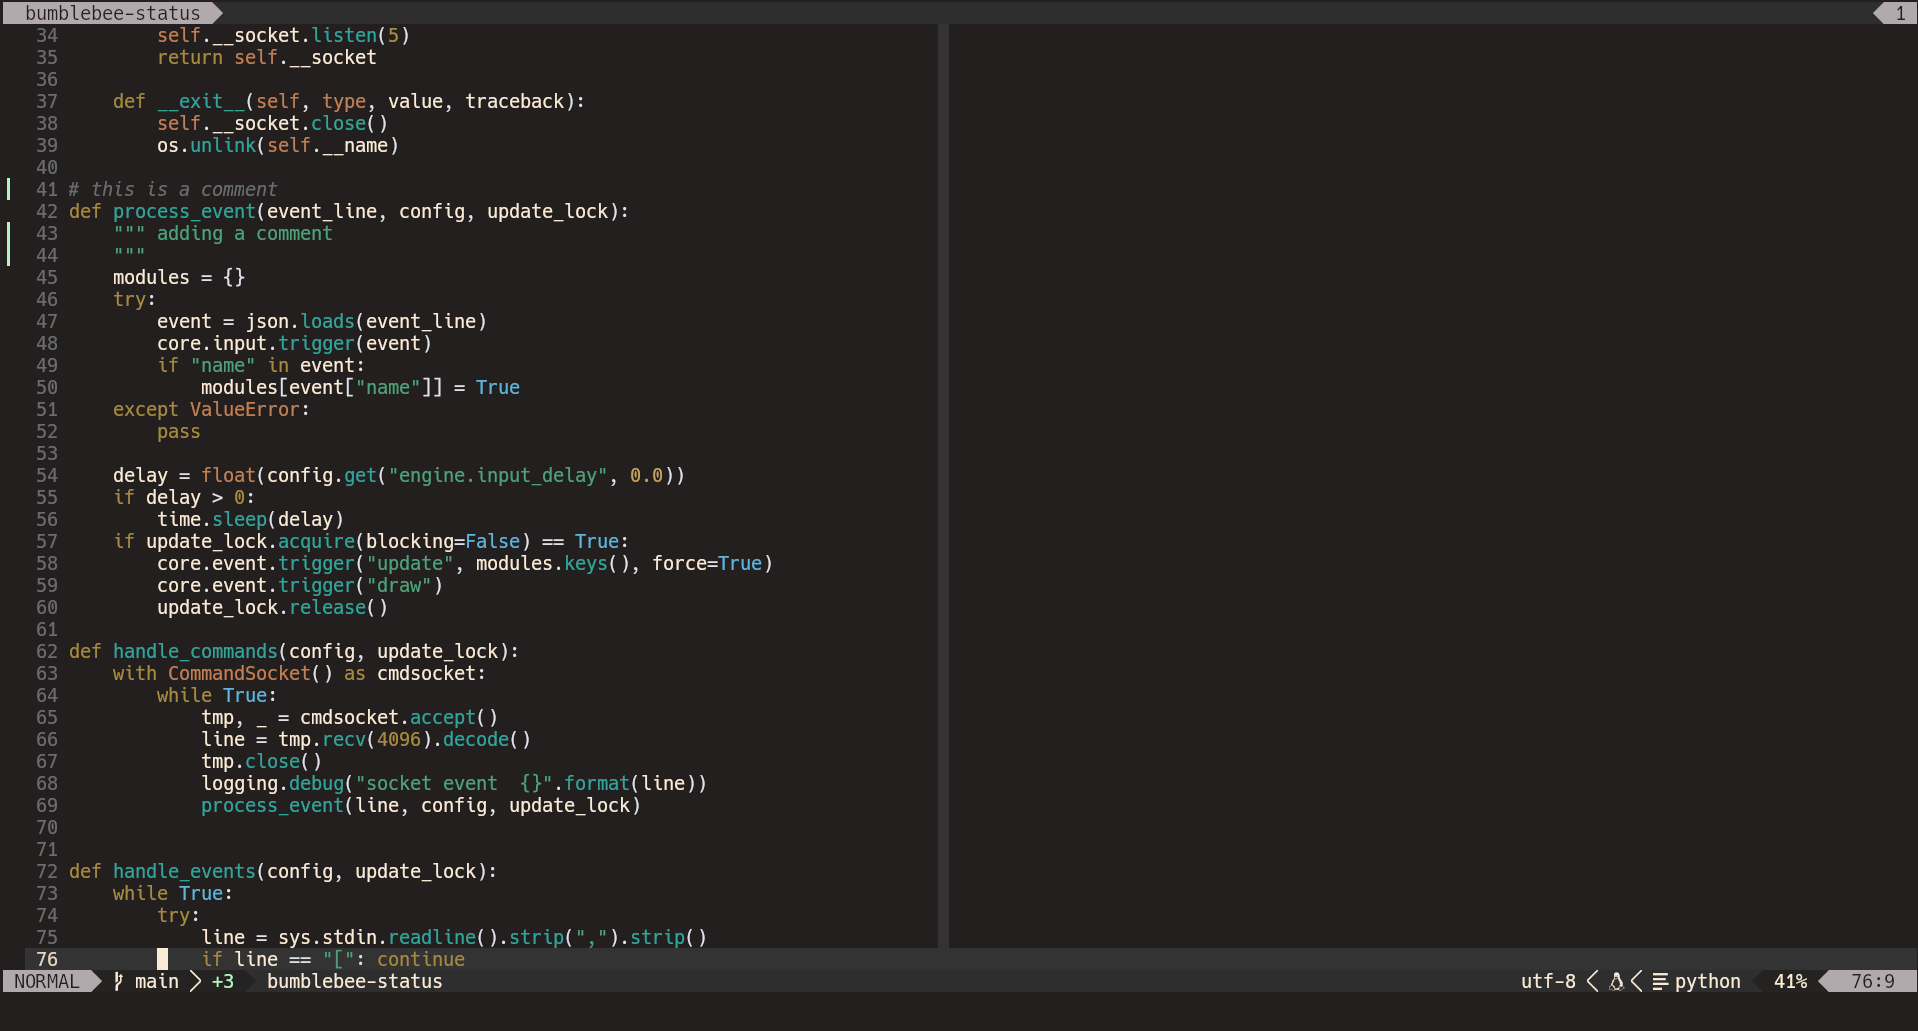 bumblebee-status 1
34         self.__socket.listen(5)
35         return self.__socket
36
37     def __exit__(self, type, value, traceback):
38         self.__socket.close()
39         os.unlink(self.__name)
40
41 # this is a comment
42 def process_event(event_line, config, update_lock):
43     """ adding a comment
44     """
45     modules = {}
46     try:
47         event = json.loads(event_line)
48         core.input.trigger(event)
49         if "name" in event:
50             modules[event["name"]] = True
51     except ValueError:
52         pass
53
54     delay = float(config.get("engine.input_delay", 0.0))
55     if delay > 0:
56         time.sleep(delay)
57     if update_lock.acquire(blocking=False) == True:
58         core.event.trigger("update", modules.keys(), force=True)
59         core.event.trigger("draw")
60         update_lock.release()
61
62 def handle_commands(config, update_lock):
63     with CommandSocket() as cmdsocket:
64         while True:
65             tmp, _ = cmdsocket.accept()
66             line = tmp.recv(4096).decode()
67             tmp.close()
68             logging.debug("socket event  {}".format(line))
69             process_event(line, config, update_lock)
70
71
72 def handle_events(config, update_lock):
73     while True:
74         try:
75             line = sys.stdin.readline().strip(",").strip()
76             if line == "[": continue
NORMAL main +3 bumblebee-status utf-8 python 41% 76:9